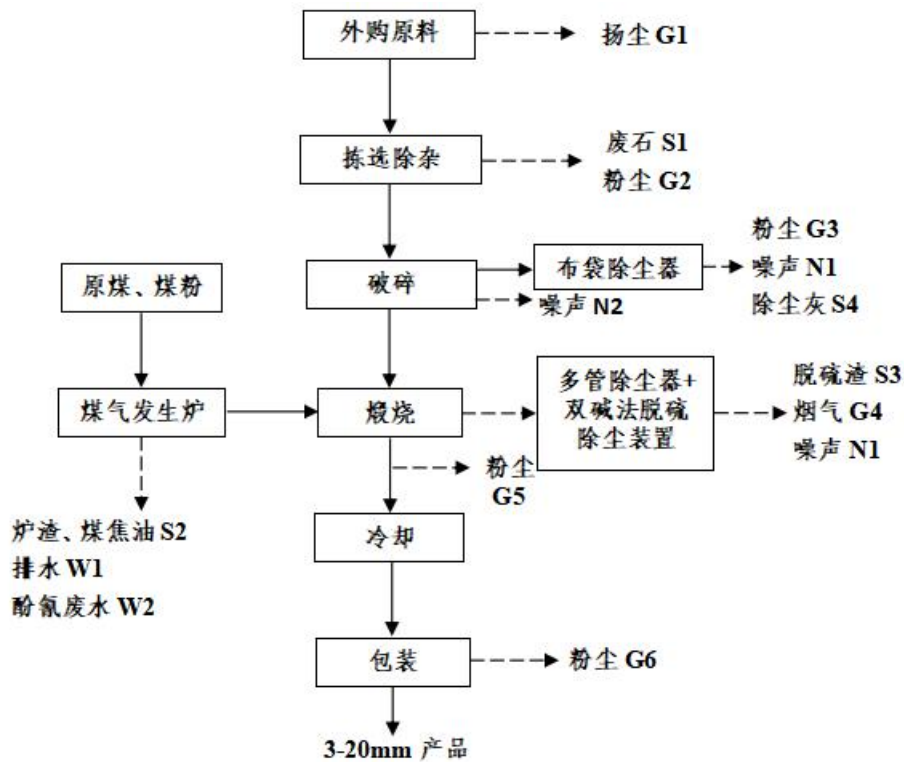 外购原料
扬尘 G1
拣选除杂
废石 S1
粉尘 G2
破碎
噪声 N2
布袋除尘器
粉尘 G3
噪声 N1
除尘灰 S4
原煤、煤粉
煤气发生炉
煅烧
多管除尘器+
双碱法脱硫
除尘装置
脱硫渣 S3
烟气 G4
噪声 N1
粉尘
G5
炉渣、煤焦油 S2
排水 W1
酚氰废水 W2
冷却
包装
粉尘 G6
3-20mm 产品